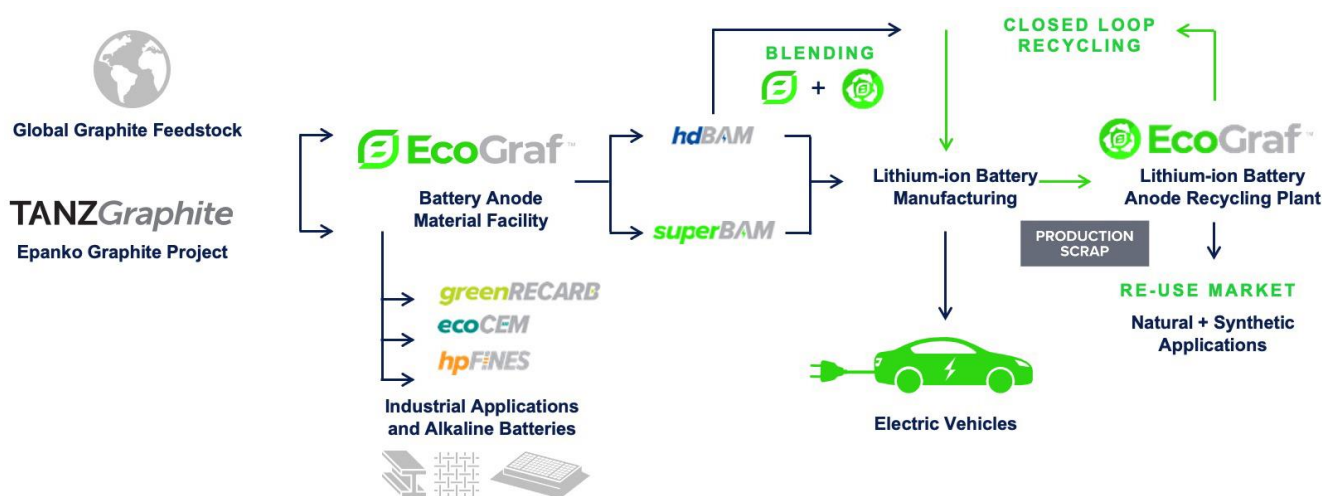 Global Graphite Feedstock
TANZGraphite
Epanko Graphite Project
EcoGraf™
Battery Anode
Material Facility
greenRECARB
ecoCEM
hpFINES
Industrial Applications
and Alkaline Batteries
hdBAM
superBAM
BLENDING
+
Lithium-ion Battery
Manufacturing
Electric Vehicles
CLOSED LOOP
RECYCLING
EcoGraf™
Lithium-ion Battery
Anode Recycling Plant
PRODUCTION
SCRAP
RE-USE MARKET
Natural + Synthetic
Applications